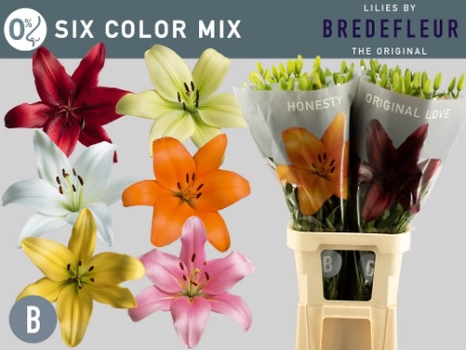 0%
SIX COLOR MIX
LILIES BY
BREDEFLEUR
THE ORIGINAL
HONESTY
ORIGINAL LOVE
B
B